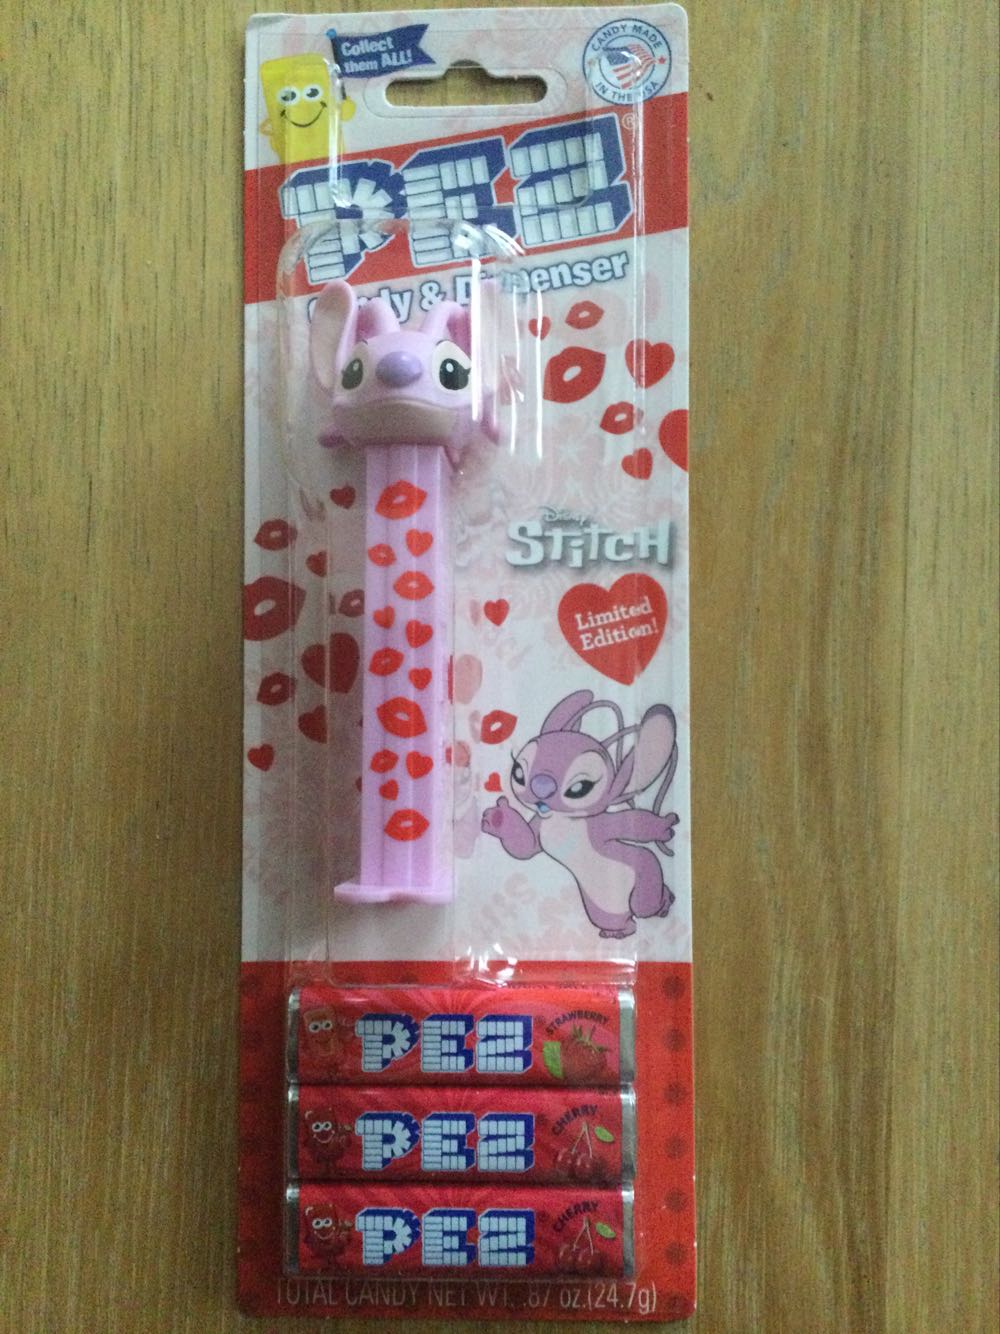 Collect
them ALL!
CANDY MADE
IN THE USA
PEZ®
Candy & Dispenser
Disney
STITCH
Limited
Edition!
PEZ
STRAWBERRY
PEZ
CHERRY
PEZ
CHERRY
TOTAL CANDY NET WT. .87 oz.(24.7g)